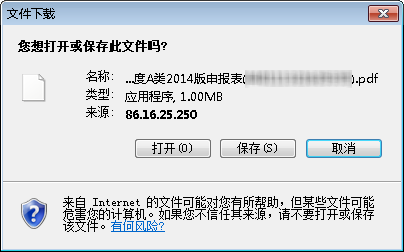 文件下载
您想打开或保存此文件吗?
名称: ...度A类2014版申报表( ).pdf
类型: 应用程序, 1.00MB
来源: 86.16.25.250
打开(O) 保存(S) 取消
来自 Internet 的文件可能对您有所帮助，但某些文件可能
危害您的计算机。如果您不信任其来源，请不要打开或保存
该文件。有何风险?